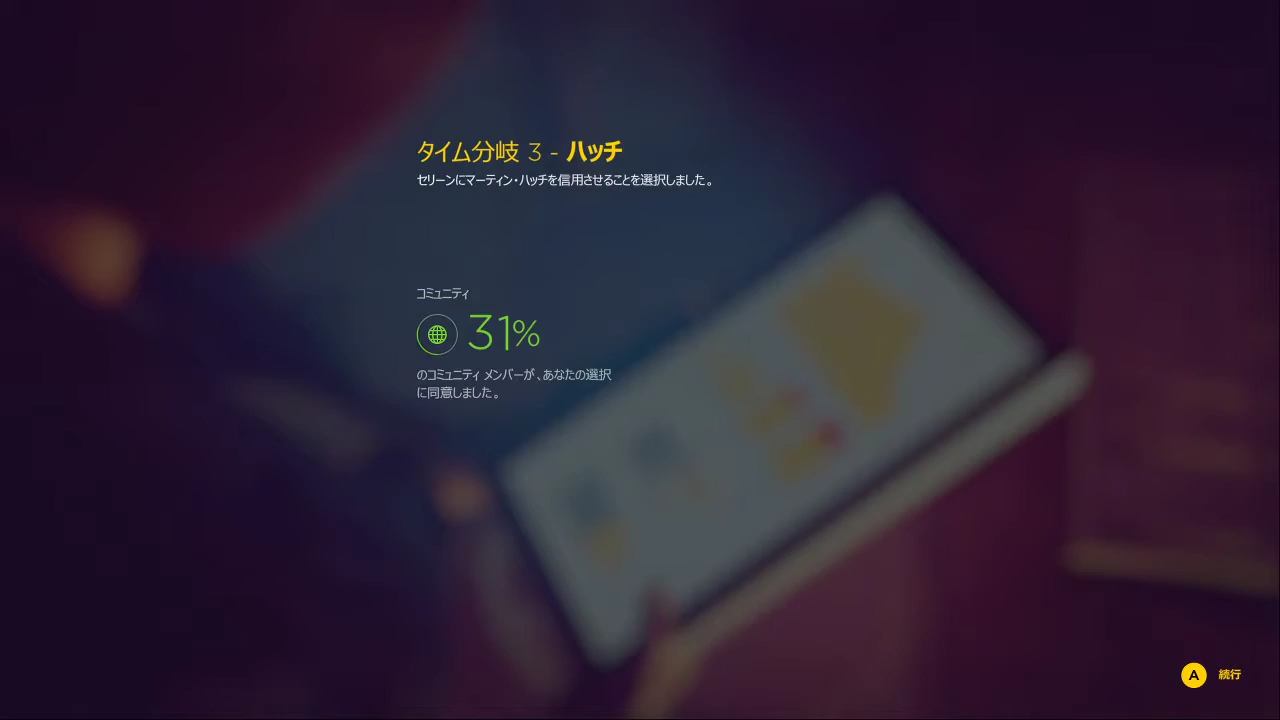 タイム分岐 3 - ハッチ
セリーンにマーティン・ハッチを信用させることを選択しました。
コミュニティ
31%
のコミュニティ メンバーが、あなたの選択
に同意しました。
A 続行